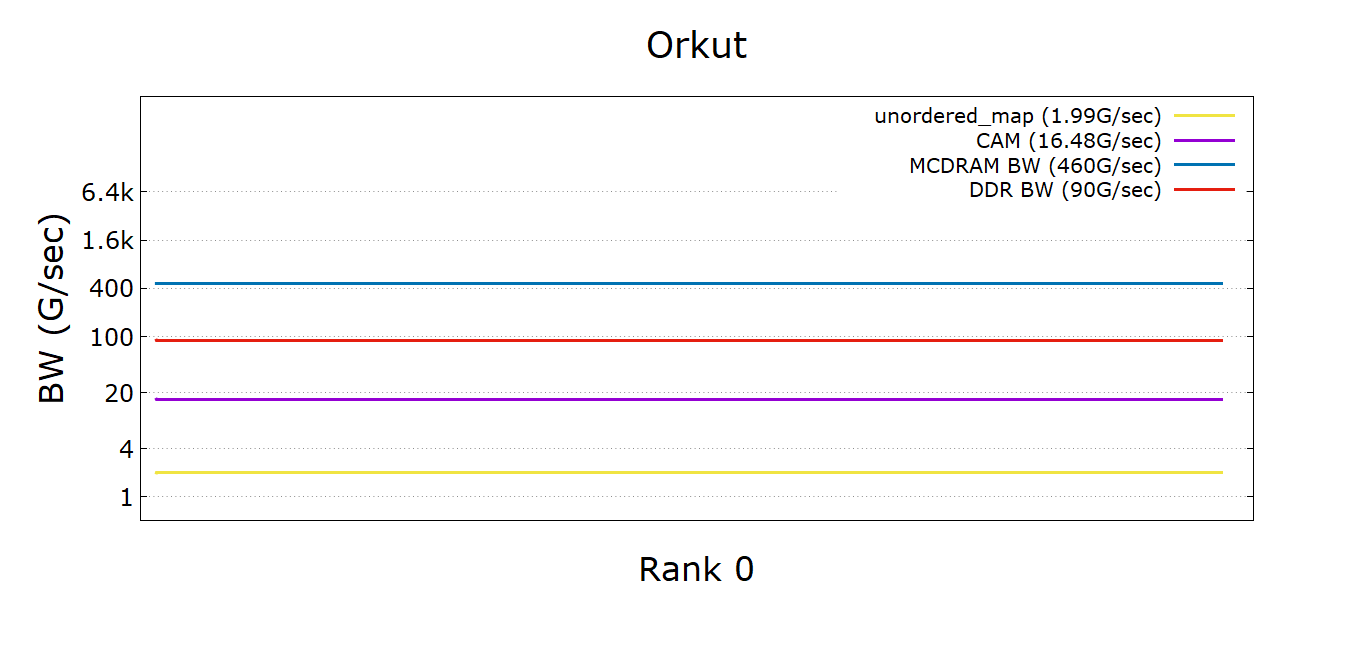 Orkut
unordered_map (1.99G/sec)
CAM (16.48G/sec)
MCDRAM BW (460G/sec)
DDR BW (90G/sec)
6.4k
1.6k
400
100
20
4
1
BW (G/sec)
Rank 0